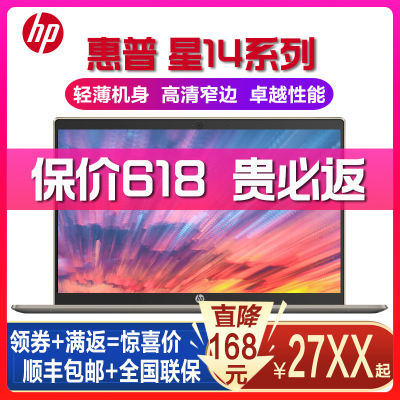 hp
惠普 星14系列
轻薄机身 高清窄边 卓越性能
保价618 贵必返
hp
领券+满返=惊喜价
顺丰包邮+全国联保
直降
168
元
¥27XX起